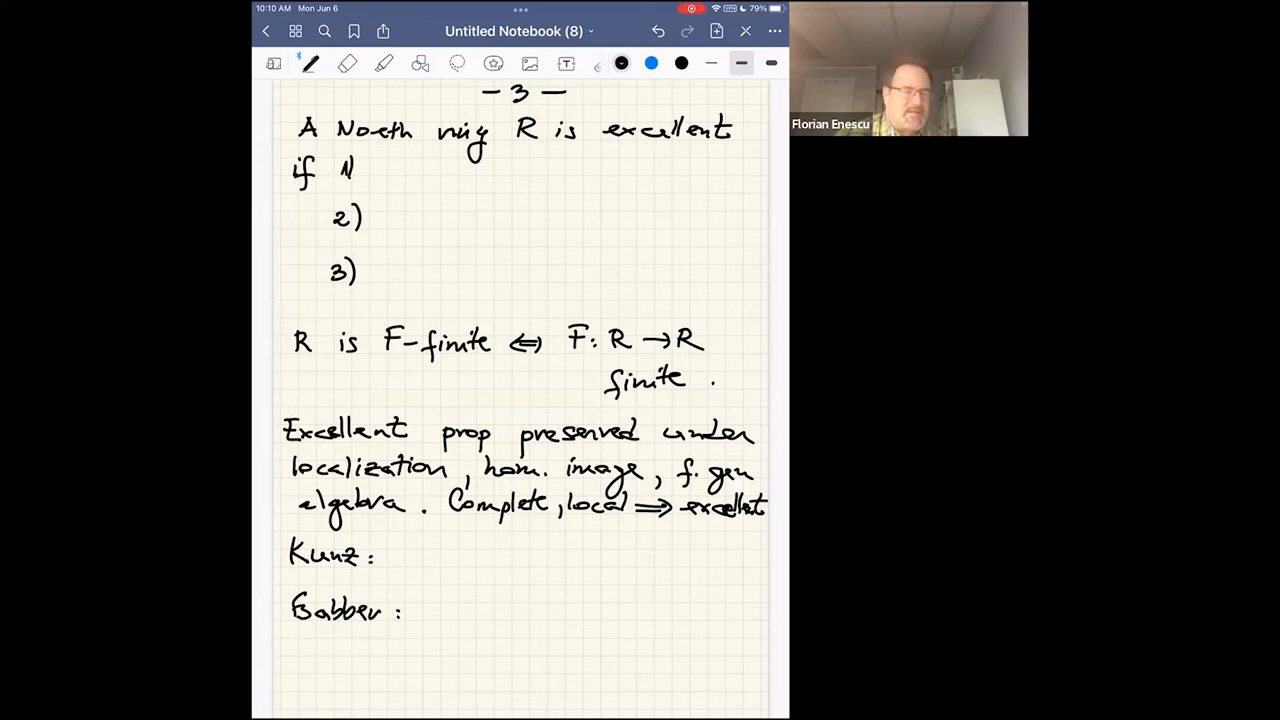 10:10 AM Mon Jun 6
VPN 79%
Untitled Notebook (8)
Florian Enescu
- 3 -
A Noeth ring R is excellent
if 1)
2)
3)
R is F-finite ⇔ F: R → R
finite .
Excellent prop preserved under
localization, hom. image, f. gen
algebra. Complete, local ⇒ excellent
Kunz:
Gabber: